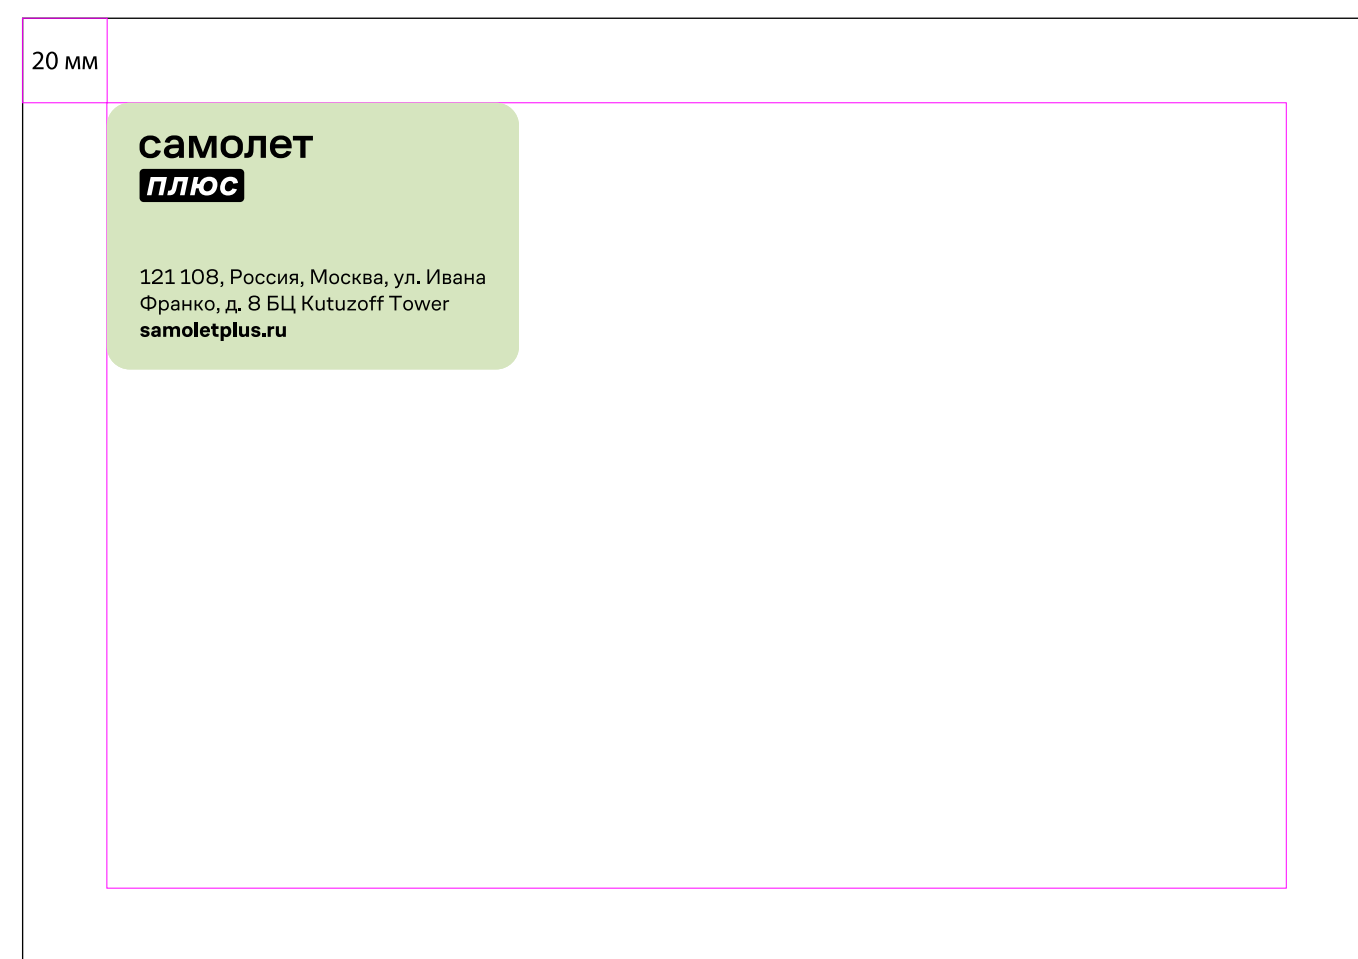 20 мм
самолет
плюс
121 108, Россия, Москва, ул. Ивана
Франко, д. 8 БЦ Kutuzoff Tower
samoletplus.ru